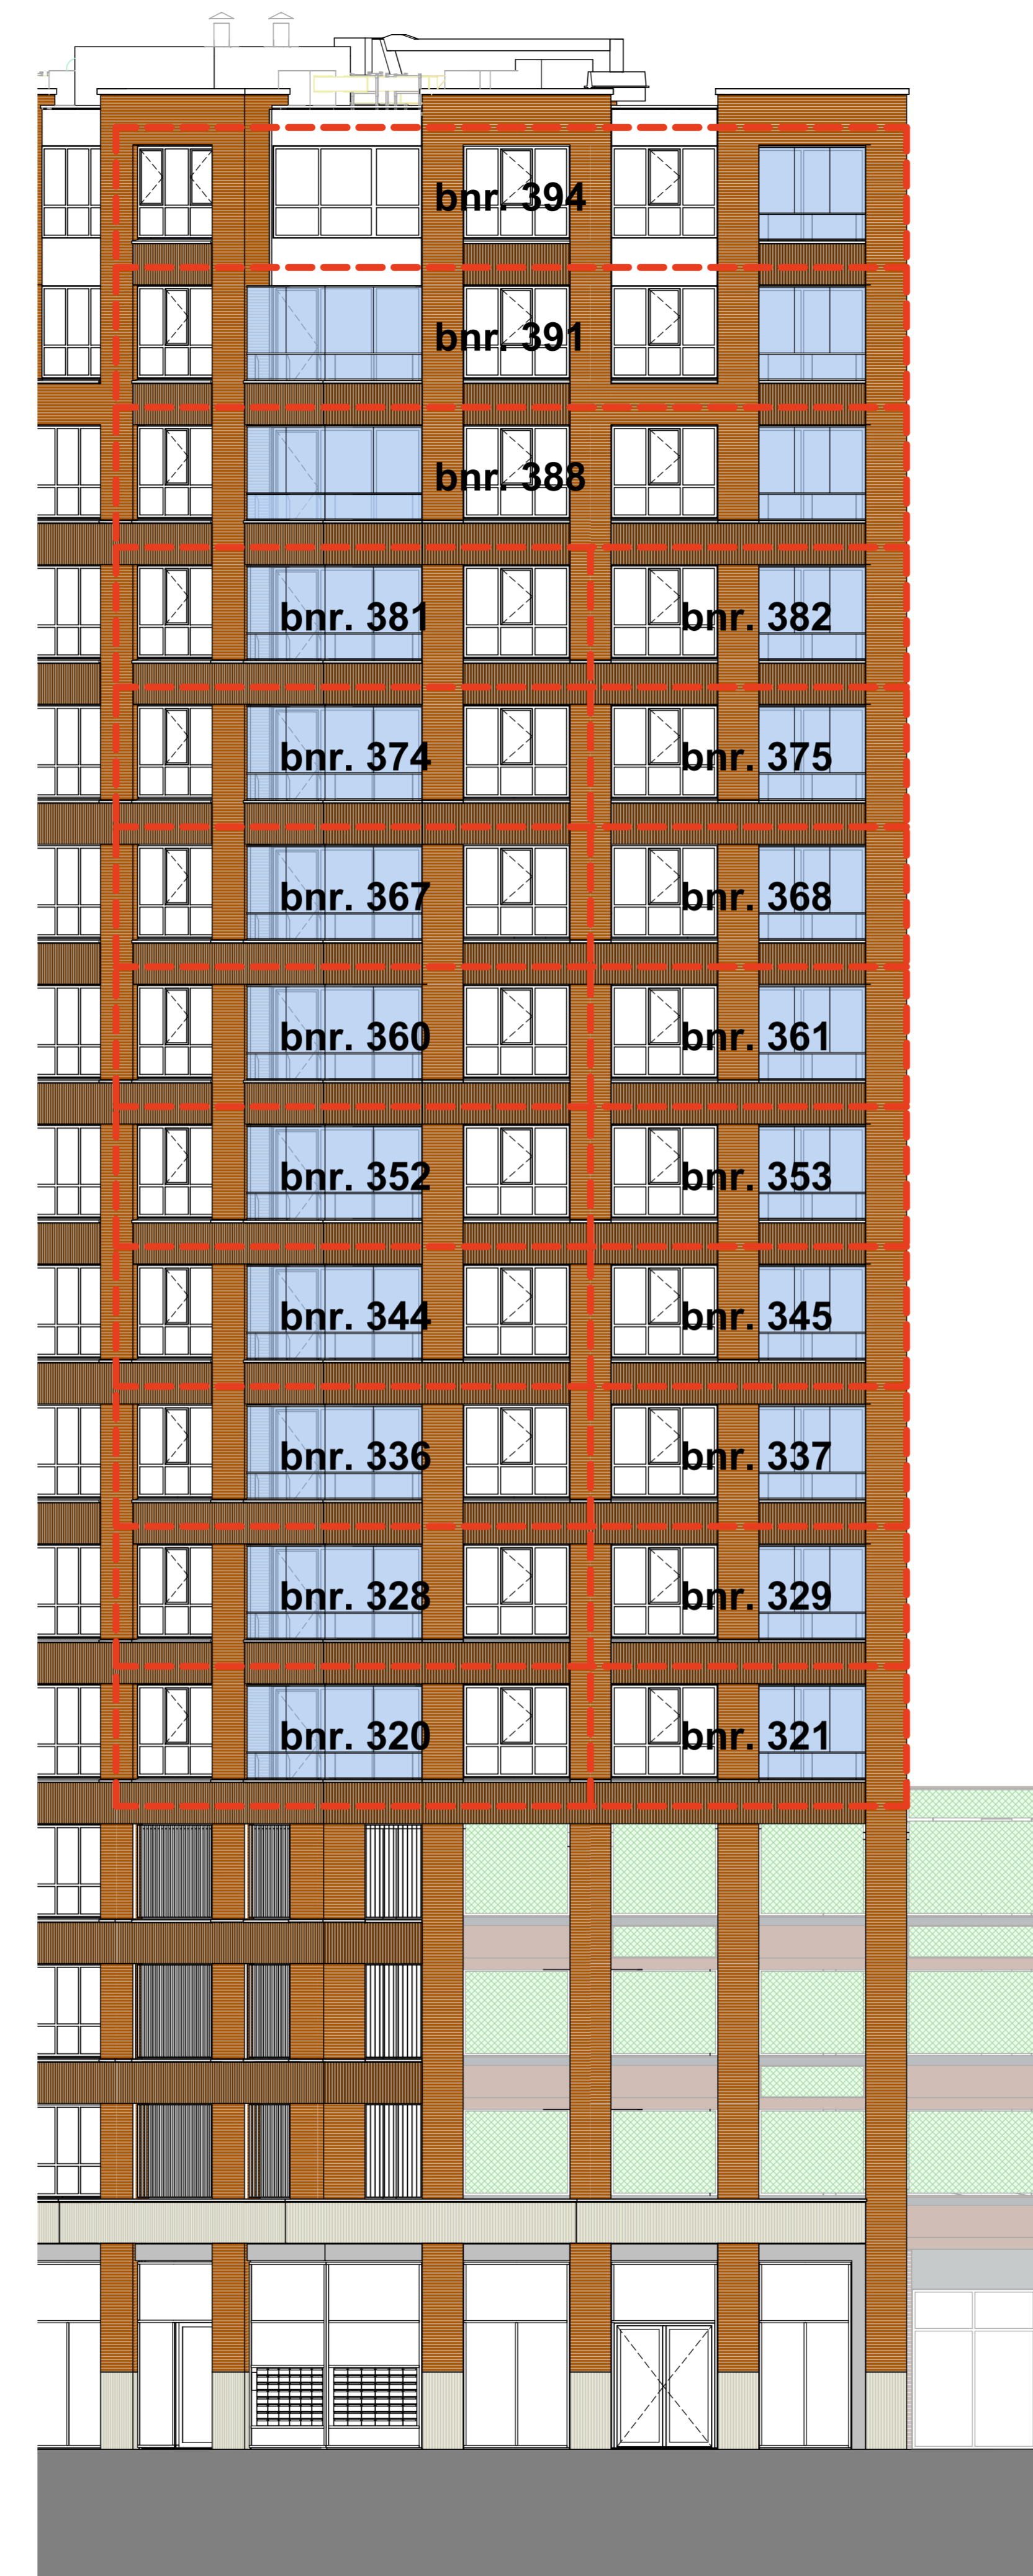 bnr. 394
bnr. 391
bnr. 388
bnr. 381
bnr. 382
bnr. 374
bnr. 375
bnr. 367
bnr. 368
bnr. 360
bnr. 361
bnr. 352
bnr. 353
bnr. 344
bnr. 345
bnr. 336
bnr. 337
bnr. 328
bnr. 329
bnr. 320
bnr. 321